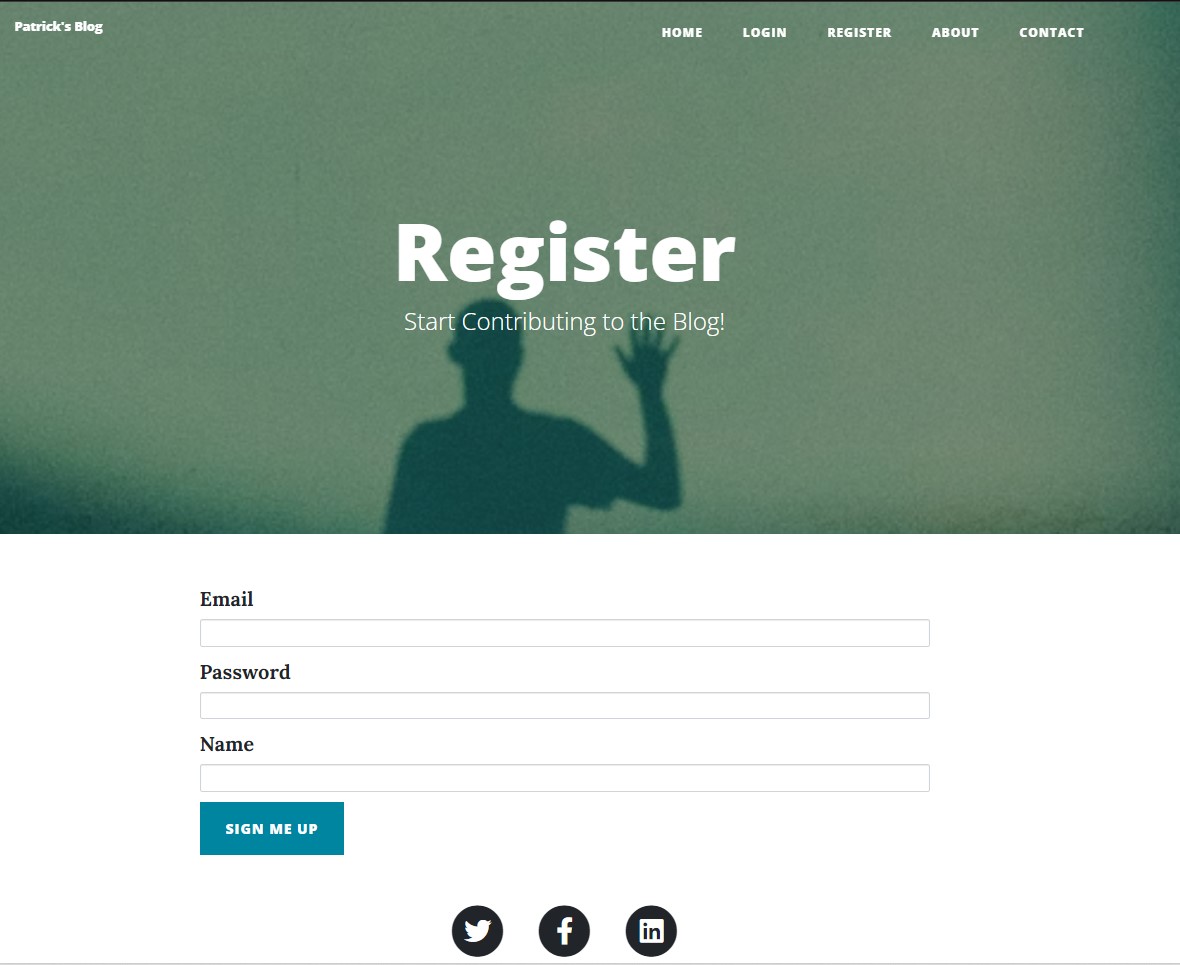 Patrick's Blog
HOME LOGIN REGISTER ABOUT CONTACT
Register
Start Contributing to the Blog!
Email
Password
Name
SIGN ME UP